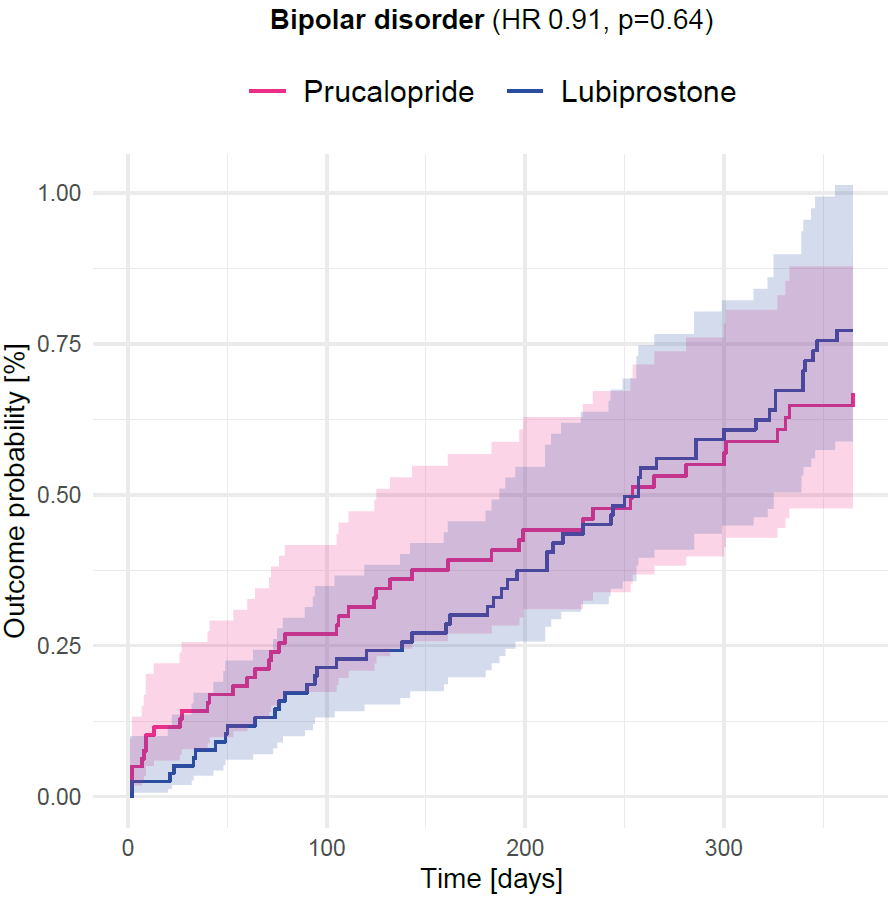 Bipolar disorder (HR 0.91, p=0.64)
Prucalopride Lubiprostone
Outcome probability [%]
1.00
0.75
0.50
0.25
0.00
0 100 200 300
Time [days]